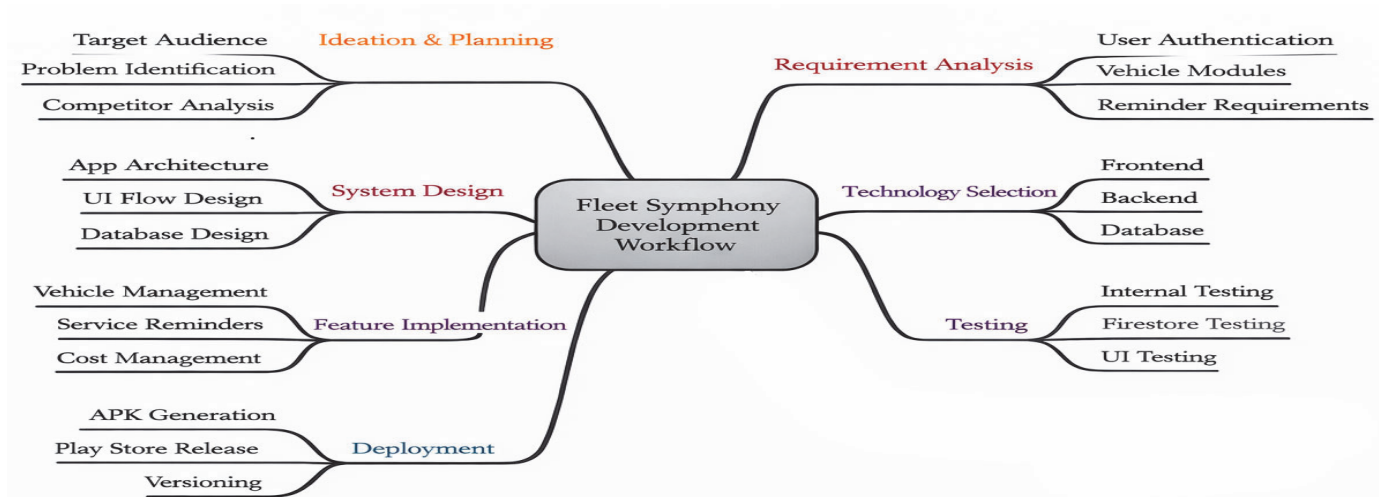 Ideation & Planning
Target Audience
Problem Identification
Competitor Analysis
System Design
App Architecture
UI Flow Design
Database Design
Feature Implementation
Vehicle Management
Service Reminders
Cost Management
Deployment
APK Generation
Play Store Release
Versioning
Fleet Symphony
Development
Workflow
Requirement Analysis
User Authentication
Vehicle Modules
Reminder Requirements
Technology Selection
Frontend
Backend
Database
Testing
Internal Testing
Firestore Testing
UI Testing